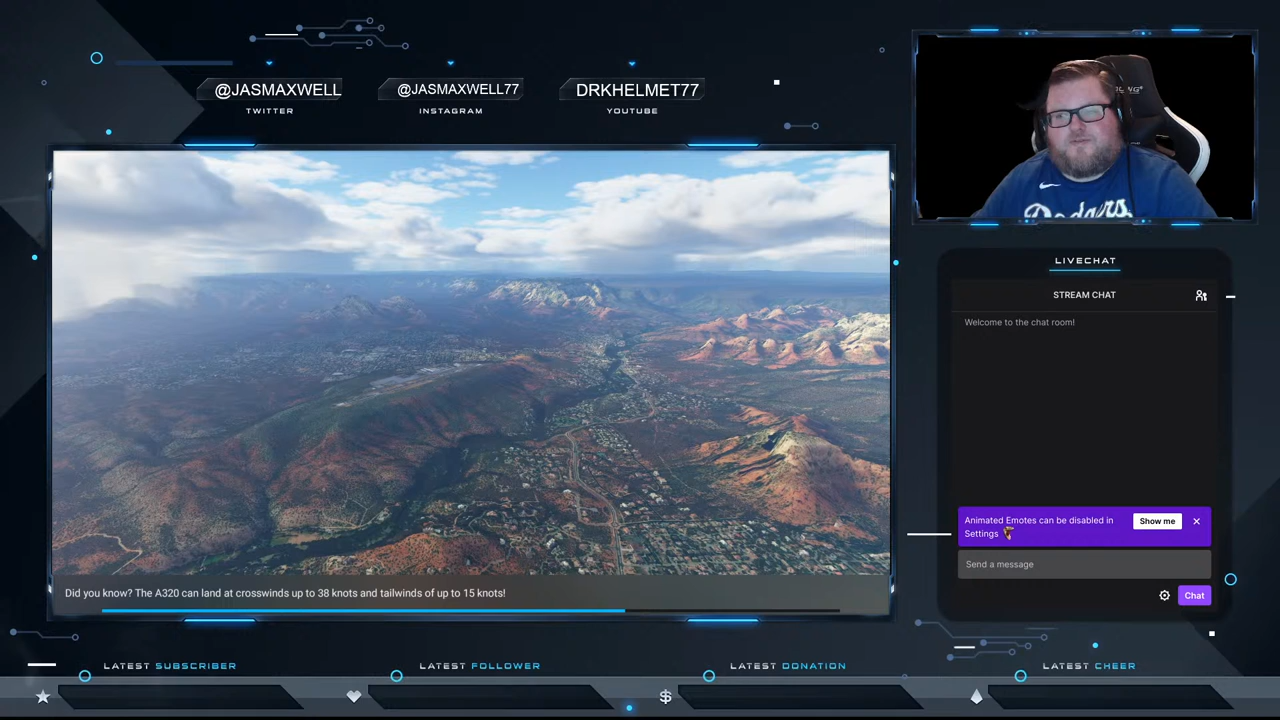 @JASMAXWELL
TWITTER
@JASMAXWELL77
INSTAGRAM
DRKHELMET77
YOUTUBE
Dodgers
LIVECHAT
STREAM CHAT
Welcome to the chat room!
Animated Emotes can be disabled in
Settings
Show me
Send a message
Chat
Did you know? The A320 can land at crosswinds up to 38 knots and tailwinds of up to 15 knots!
LATEST SUBSCRIBER
LATEST FOLLOWER
LATEST DONATION
LATEST CHEER